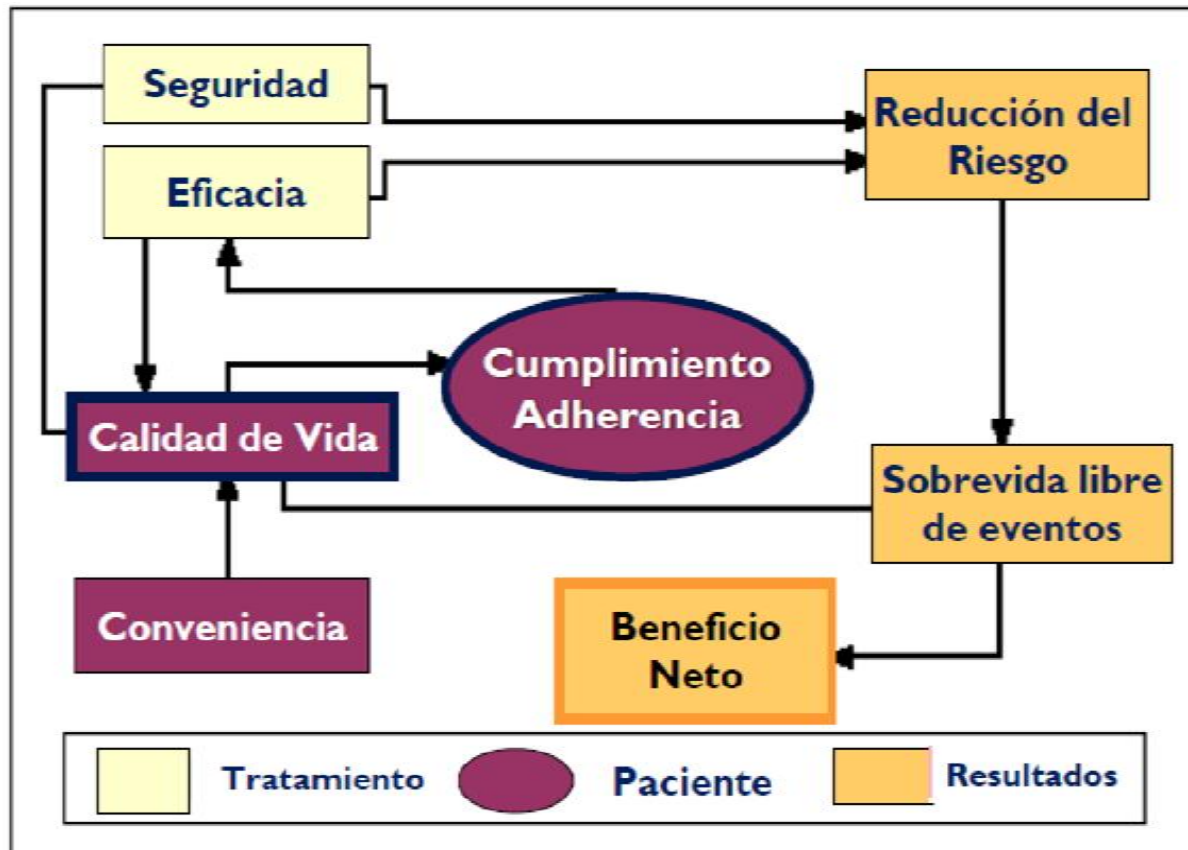 Seguridad
Eficacia
Reducción del
Riesgo
Cumplimiento
Adherencia
Calidad de Vida
Sobrevida libre
de eventos
Conveniencia
Beneficio
Neto
Tratamiento
Paciente
Resultados